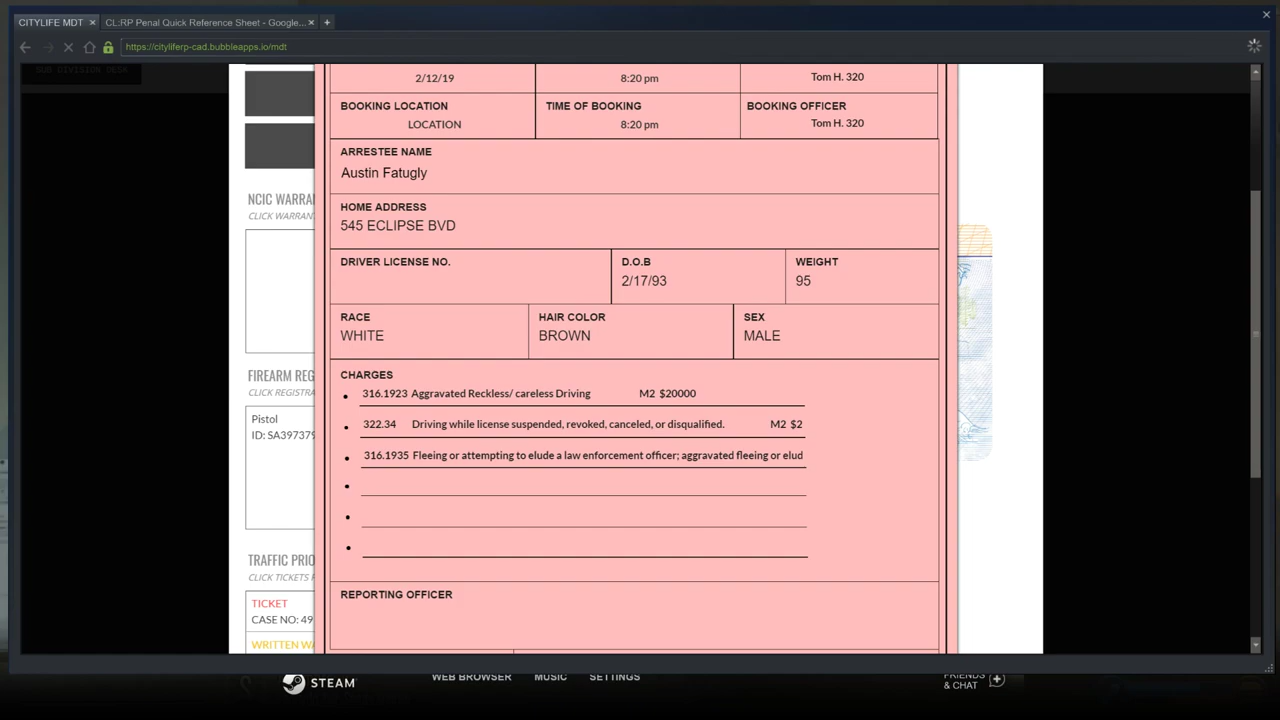 CITYLIFE MDT
CL:RP Penal Quick Reference Sheet - Google...
https://cityliferp-cad.bubbleapps.io/mdt
SUB DIVISION DESK
2/12/19 8:20 pm Tom H. 320
BOOKING LOCATION TIME OF BOOKING BOOKING OFFICER
LOCATION 8:20 pm Tom H. 320
ARRESTEE NAME
Austin Fatugly
HOME ADDRESS
545 ECLIPSE BVD
DRIVER LICENSE NO. D.O.B WEIGHT
2/17/93 95
RACE HAIR COLOR SEX
WHITE BROWN MALE
CHARGES
316.1923 Aggravated Reckless/ careless Driving M2 $20000
322.34 Driving while license suspended, revoked, canceled, or disqualified. M2 $2
316.1935 Fleeing or attempting to elude a law enforcement officer; aggravated fleeing or elud
REPORTING OFFICER
NCIC WARRA
CLICK WARRAN
FIREARM REG
CLICK REGISTRA
Pistol
ID: SA397379
TRAFFIC PRIO
CLICK TICKETS
TICKET
CASE NO: 49
WRITTEN WA
STEAM
WEB BROWSER MUSIC SETTINGS
FRIENDS
& CHAT